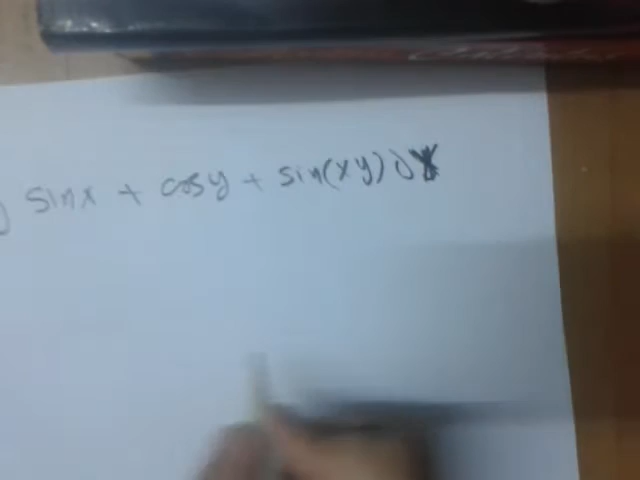 sinx + cosy + sin(xy)